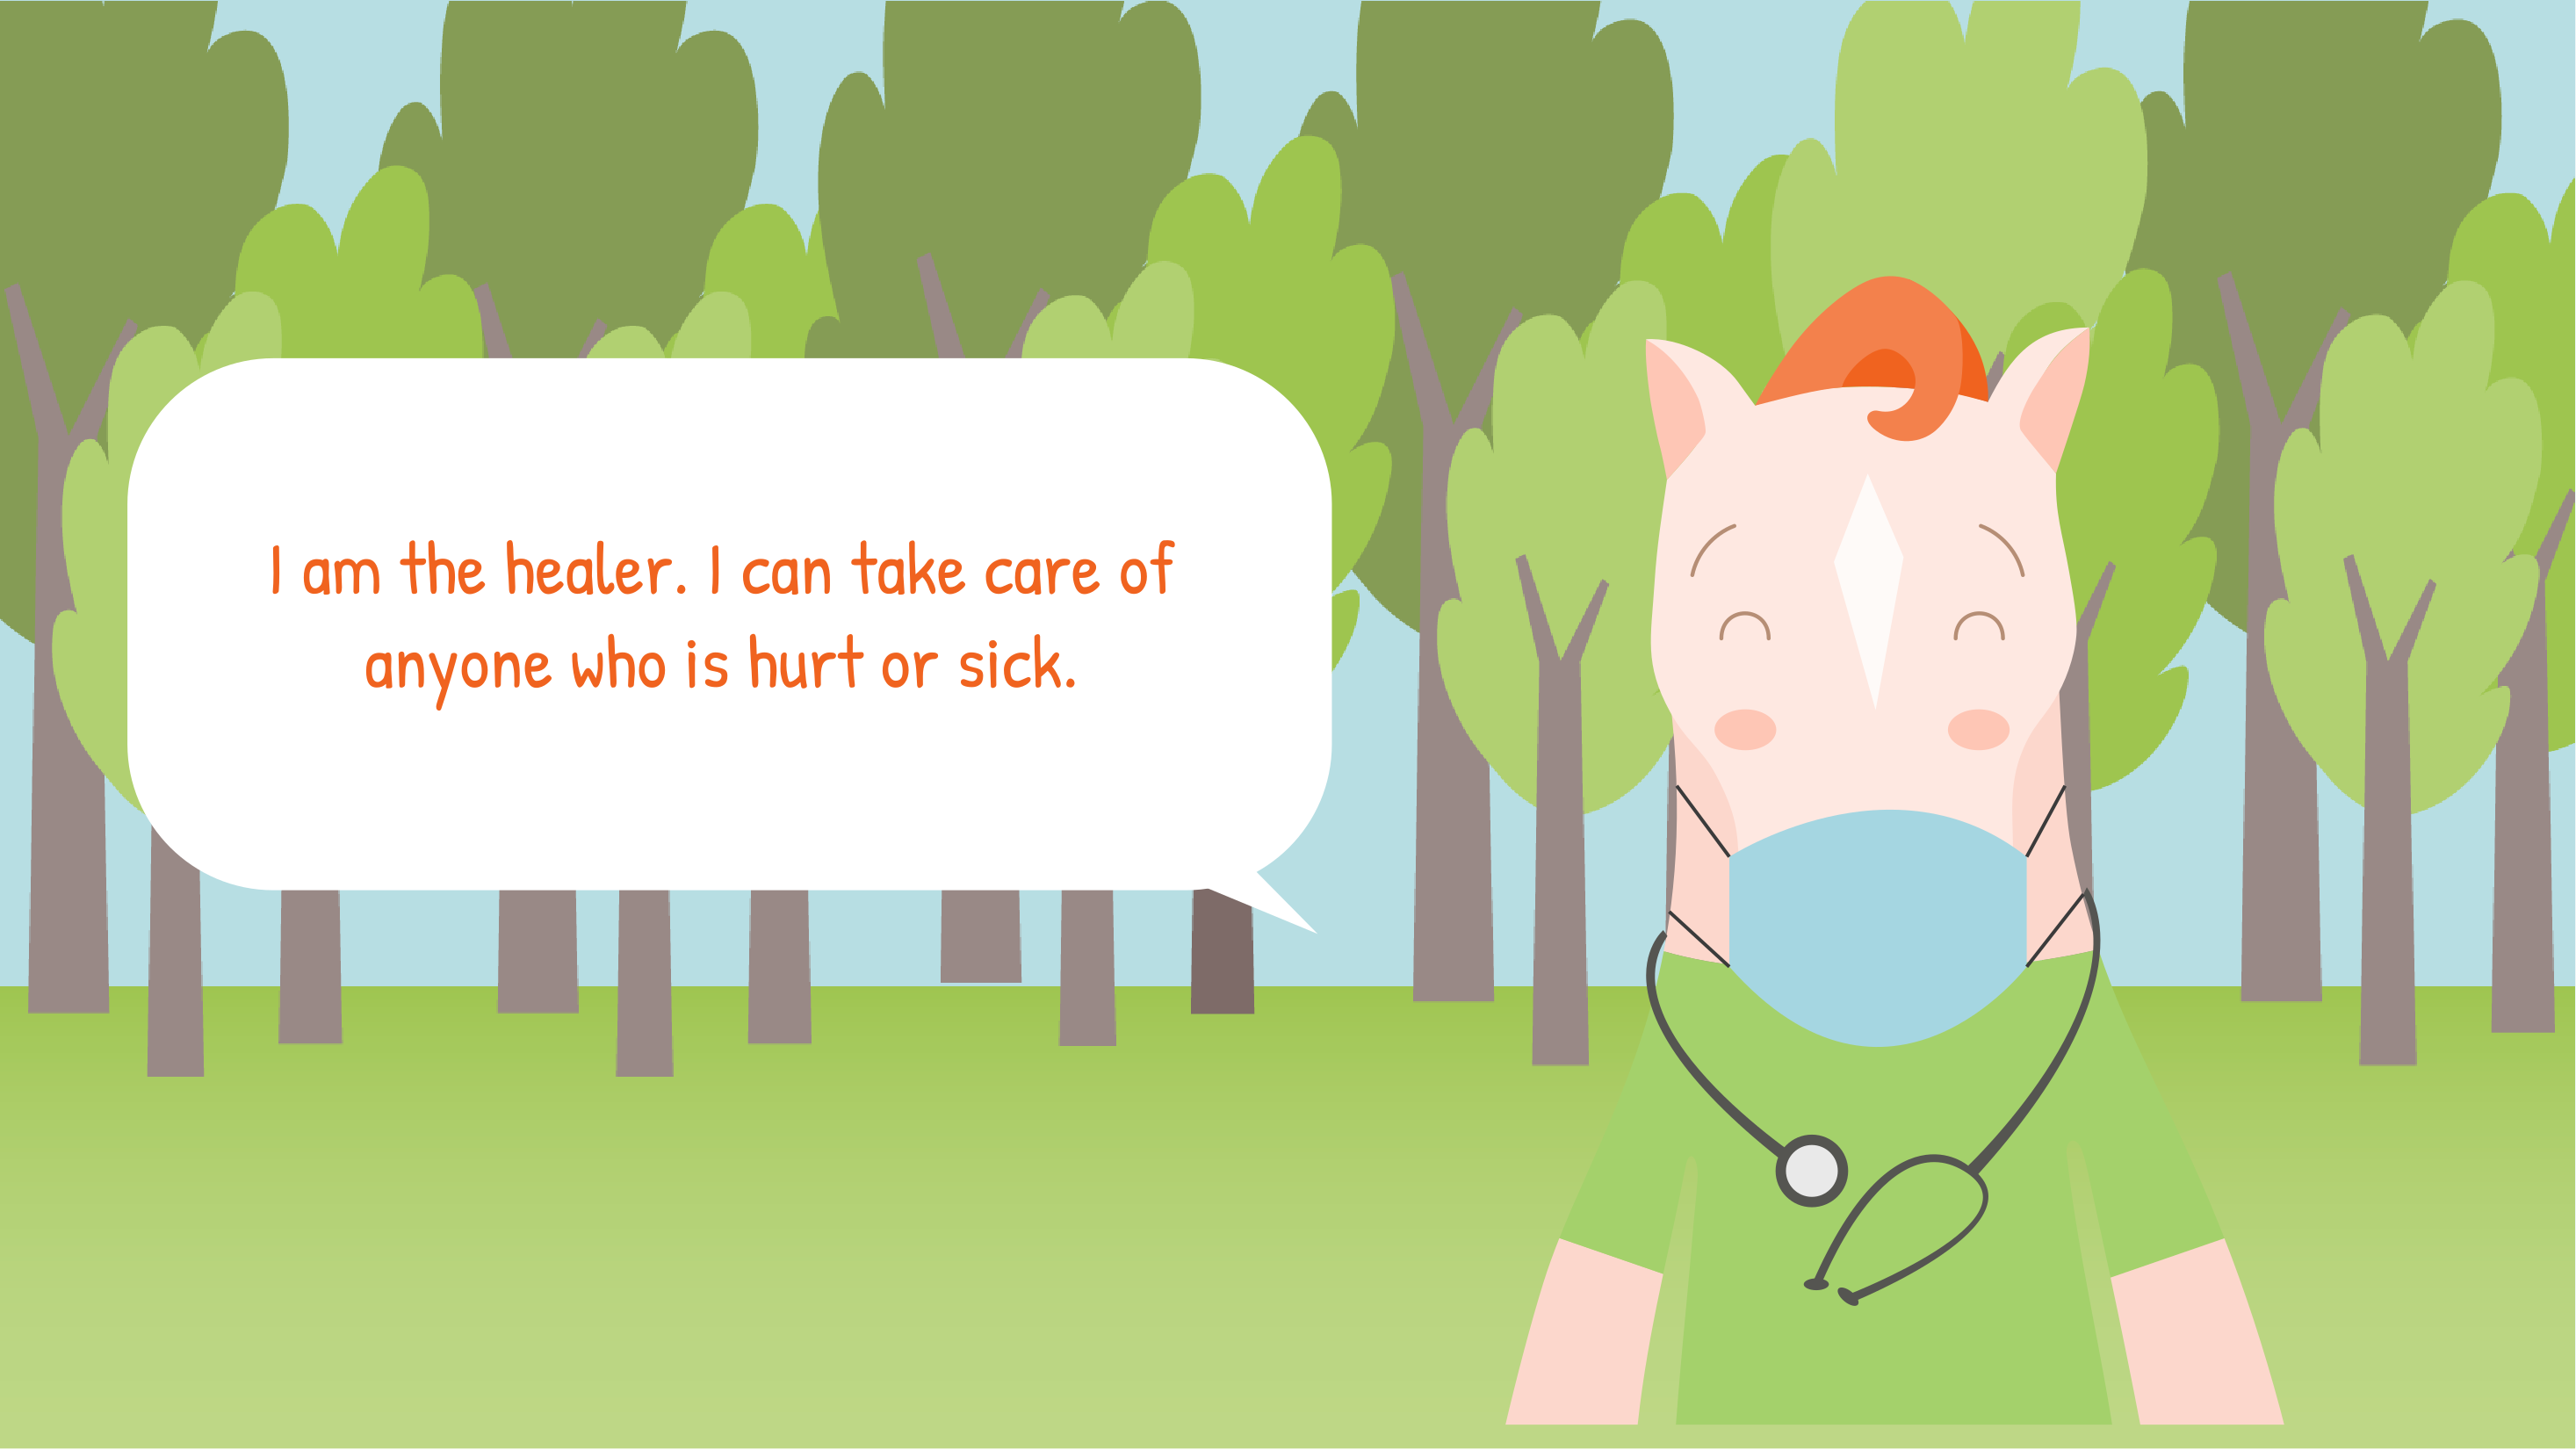 I am the healer. I can take care of
anyone who is hurt or sick.